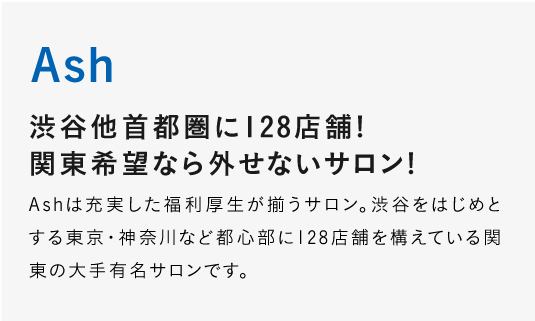 Ash
渋谷他首都圏に128店舗!
関東希望なら外せないサロン!
Ashは充実した福利厚生が揃うサロン。渋谷をはじめと
する東京・神奈川など都心部に128店舗を構えている関
東の大手有名サロンです。